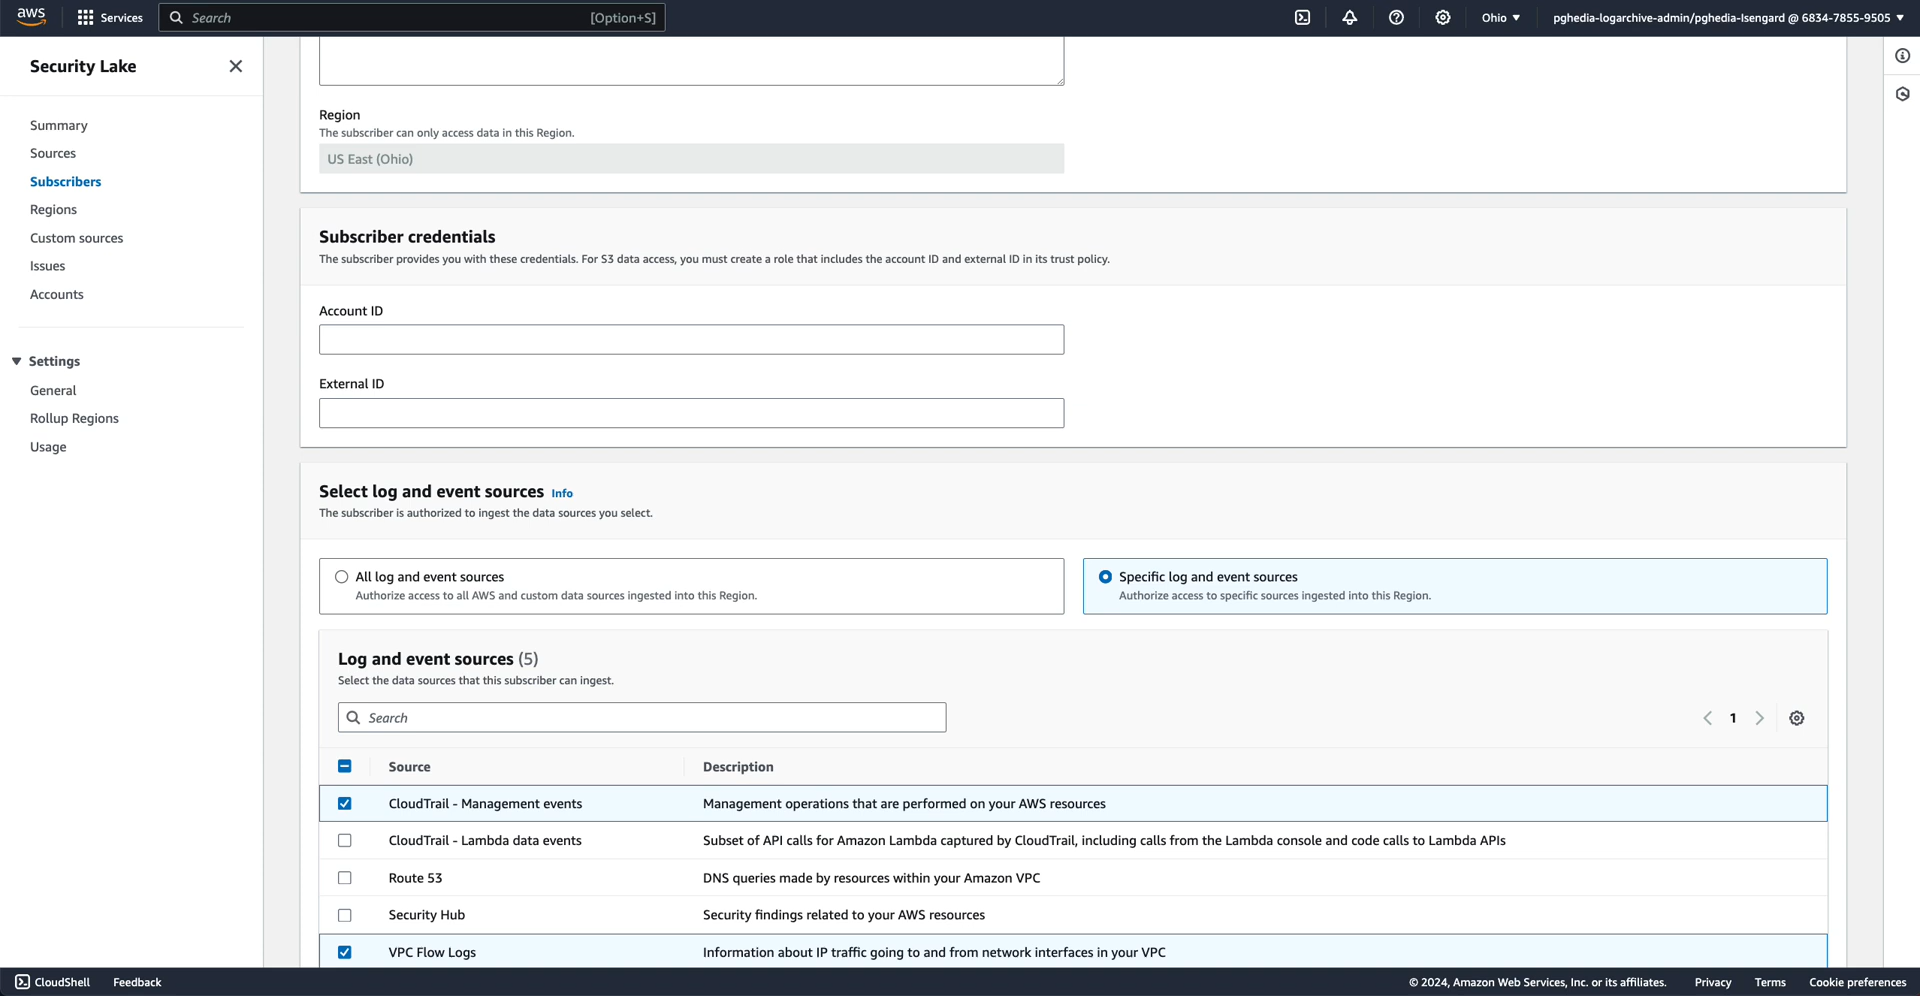 aws
Services
Search
[Option+S]
Ohio
pghedia-logarchive-admin/pghedia-Isengard @ 6834-7855-9505
Security Lake
Summary
Sources
Subscribers
Regions
Custom sources
Issues
Accounts
Settings
General
Rollup Regions
Usage
Region
The subscriber can only access data in this Region.
US East (Ohio)
Subscriber credentials
The subscriber provides you with these credentials. For S3 data access, you must create a role that includes the account ID and external ID in its trust policy.
Account ID
External ID
Select log and event sources Info
The subscriber is authorized to ingest the data sources you select.
All log and event sources
Authorize access to all AWS and custom data sources ingested into this Region.
Specific log and event sources
Authorize access to specific sources ingested into this Region.
Log and event sources (5)
Select the data sources that this subscriber can ingest.
Search
1
Source Description
CloudTrail - Management events Management operations that are performed on your AWS resources
CloudTrail - Lambda data events Subset of API calls for Amazon Lambda captured by CloudTrail, including calls from the Lambda console and code calls to Lambda APIs
Route 53 DNS queries made by resources within your Amazon VPC
Security Hub Security findings related to your AWS resources
VPC Flow Logs Information about IP traffic going to and from network interfaces in your VPC
CloudShell Feedback © 2024, Amazon Web Services, Inc. or its affiliates. Privacy Terms Cookie preferences